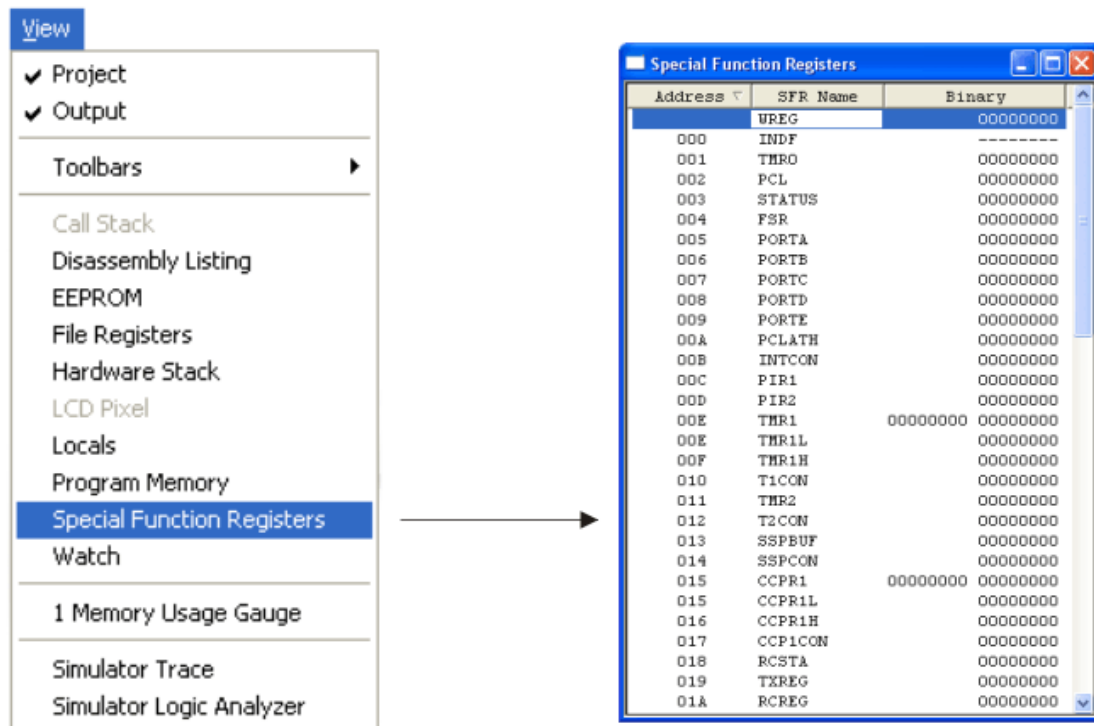 View
Project
Output
Toolbars
Call Stack
Disassembly Listing
EEPROM
File Registers
Hardware Stack
LCD Pixel
Locals
Program Memory
Special Function Registers
Watch
1 Memory Usage Gauge
Simulator Trace
Simulator Logic Analyzer
Special Function Registers
Address SFR Name Binary
WREG 00000000
000 INDF --------
001 TMR0 00000000
002 PCL 00000000
003 STATUS 00000000
004 FSR 00000000
005 PORTA 00000000
006 PORTB 00000000
007 PORTC 00000000
008 PORTD 00000000
009 PORTE 00000000
00A PCLATH 00000000
00B INTCON 00000000
00C PIR1 00000000
00D PIR2 00000000
00E TMR1 00000000 00000000
00E TMR1L 00000000
00F TMR1H 00000000
010 T1CON 00000000
011 TMR2 00000000
012 T2CON 00000000
013 SSPBUF 00000000
014 SSPCON 00000000
015 CCPR1 00000000 00000000
015 CCPR1L 00000000
016 CCPR1H 00000000
017 CCP1CON 00000000
018 RCSTA 00000000
019 TXREG 00000000
01A RCREG 00000000